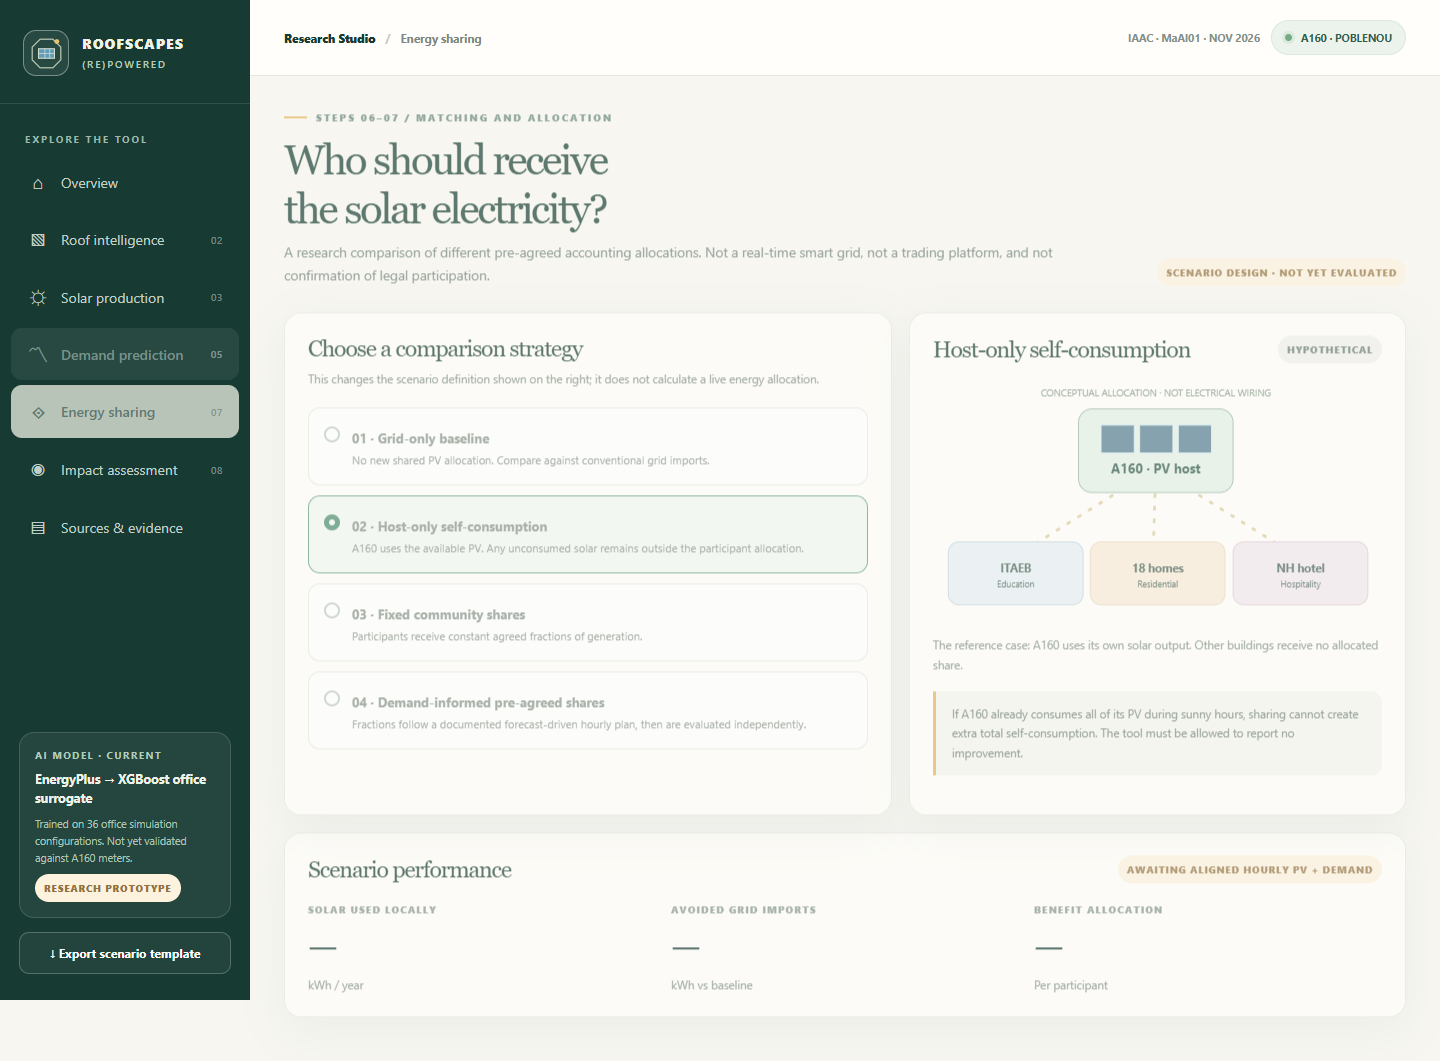 ROOFSCAPES
(RE)POWERED
EXPLORE THE TOOL
Overview
Roof intelligence 02
Solar production 03
Demand prediction 05
Energy sharing 07
Impact assessment 08
Sources & evidence
AI MODEL · CURRENT
EnergyPlus → XGBoost office
surrogate
Trained on 36 office simulation
configurations. Not yet validated
against A160 meters.
RESEARCH PROTOTYPE
↓ Export scenario template
Research Studio / Energy sharing
IAAC · MaAI01 · NOV 2026
A160 · POBLENOU
STEPS 06–07 / MATCHING AND ALLOCATION
Who should receive
the solar electricity?
A research comparison of different pre-agreed accounting allocations. Not a real-time smart grid, not a trading platform, and not
confirmation of legal participation.
SCENARIO DESIGN · NOT YET EVALUATED
Choose a comparison strategy
This changes the scenario definition shown on the right; it does not calculate a live energy allocation.
01 · Grid-only baseline
No new shared PV allocation. Compare against conventional grid imports.
02 · Host-only self-consumption
A160 uses the available PV. Any unconsumed solar remains outside the participant allocation.
03 · Fixed community shares
Participants receive constant agreed fractions of generation.
04 · Demand-informed pre-agreed shares
Fractions follow a documented forecast-driven hourly plan, then are evaluated independently.
Host-only self-consumption
HYPOTHETICAL
CONCEPTUAL ALLOCATION · NOT ELECTRICAL WIRING
A160 · PV host
ITAEB
Education
18 homes
Residential
NH hotel
Hospitality
The reference case: A160 uses its own solar output. Other buildings receive no allocated
share.
If A160 already consumes all of its PV during sunny hours, sharing cannot create
extra total self-consumption. The tool must be allowed to report no
improvement.
Scenario performance
AWAITING ALIGNED HOURLY PV + DEMAND
SOLAR USED LOCALLY
—
kWh / year
AVOIDED GRID IMPORTS
—
kWh vs baseline
BENEFIT ALLOCATION
—
Per participant